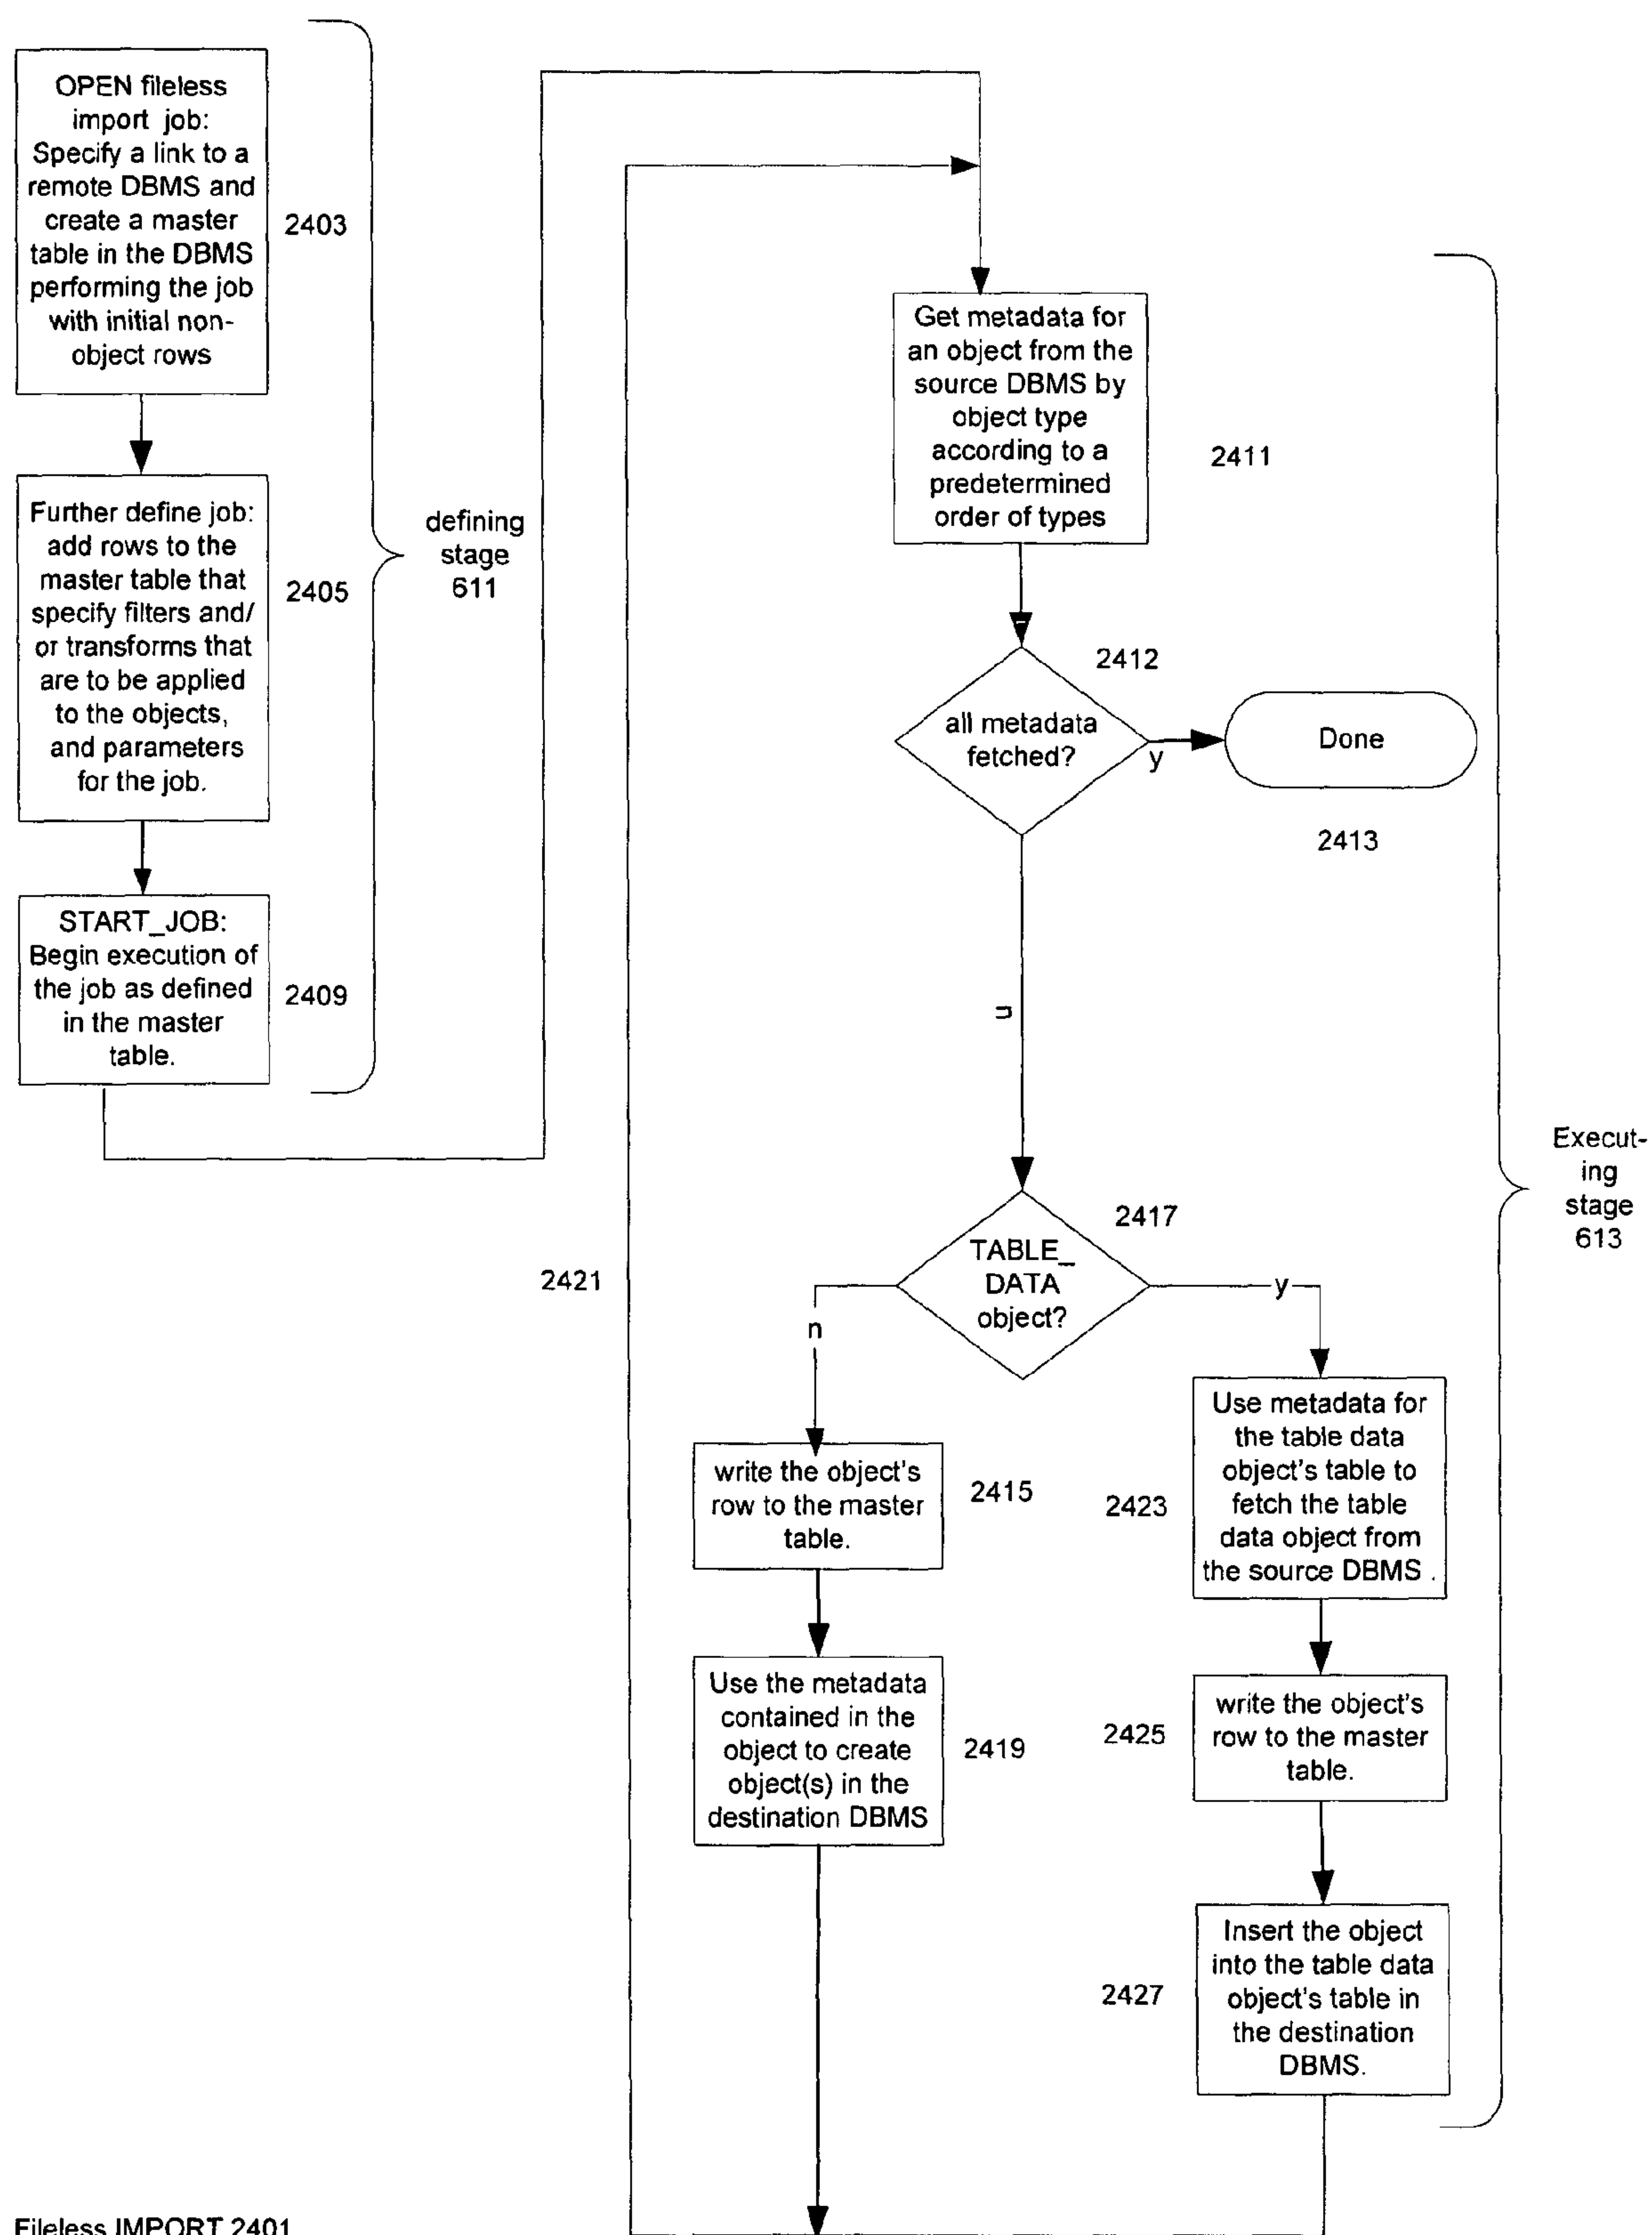 OPEN fileless
import job:
Specify a link to a
remote DBMS and
create a master
table in the DBMS
performing the job
with initial non-
object rows
2403
Further define job:
add rows to the
master table that
specify filters and/
or transforms that
are to be applied
to the objects,
and parameters
for the job.
2405
START_JOB:
Begin execution of
the job as defined
in the master
table.
2409
defining
stage
611
Get metadata for
an object from the
source DBMS by
object type
according to a
predetermined
order of types
2411
all metadata
fetched?
2412
y
Done
2413
n
TABLE_
DATA
object?
2417
n
y
2421
write the object's
row to the master
table.
2415
Use the metadata
contained in the
object to create
object(s) in the
destination DBMS
2419
Use metadata for
the table data
object's table to
fetch the table
data object from
the source DBMS .
2423
write the object's
row to the master
table.
2425
Insert the object
into the table data
object's table in
the destination
DBMS.
2427
Execut-
ing
stage
613
Fileless IMPORT 2401